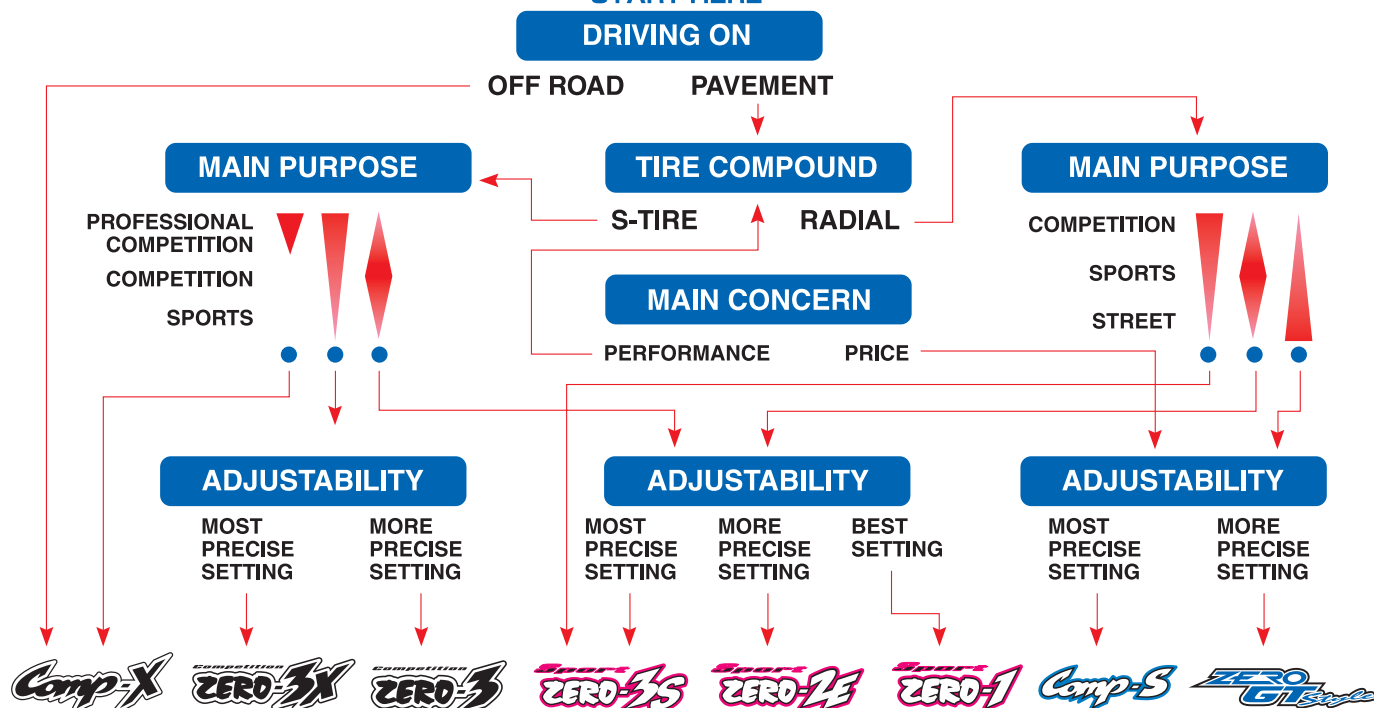 START HERE
DRIVING ON
OFF ROAD
PAVEMENT
MAIN PURPOSE
PROFESSIONAL
COMPETITION
COMPETITION
SPORTS
TIRE COMPOUND
S-TIRE
RADIAL
MAIN PURPOSE
COMPETITION
SPORTS
STREET
MAIN CONCERN
PERFORMANCE
PRICE
ADJUSTABILITY
MOST
PRECISE
SETTING
MORE
PRECISE
SETTING
ADJUSTABILITY
MOST
PRECISE
SETTING
MORE
PRECISE
SETTING
BEST
SETTING
ADJUSTABILITY
MOST
PRECISE
SETTING
MORE
PRECISE
SETTING
Comp-X
Competition
ZERO-3X
Competition
ZERO-3
Sport
ZERO-3S
Sport
ZERO-2E
Sport
ZERO-1
Comp-S
ZERO
GT Style